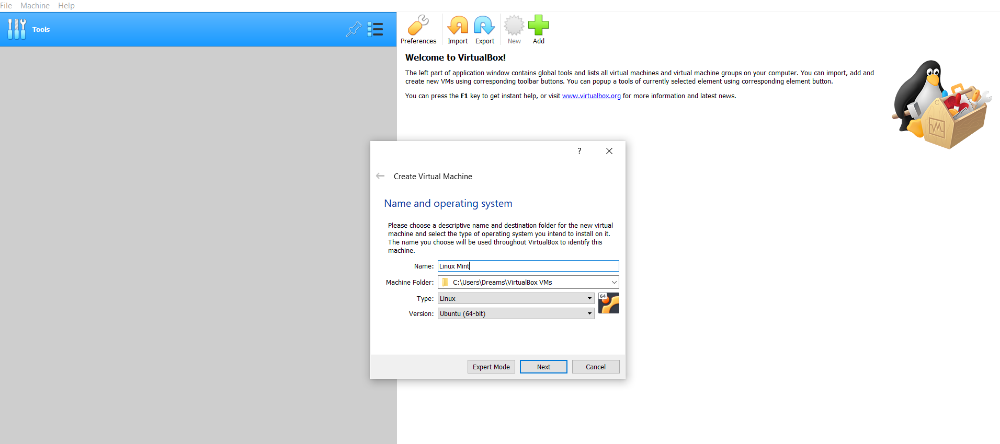 File Machine Help
Tools
Preferences Import Export New Add
Welcome to VirtualBox!
The left part of application window contains global tools and lists all virtual machines and virtual machine groups on your computer. You can import, add and
create new VMs using corresponding toolbar buttons. You can popup a tools of currently selected element using corresponding element button.
You can press the F1 key to get instant help, or visit www.virtualbox.org for more information and latest news.
?
Create Virtual Machine
Name and operating system
Please choose a descriptive name and destination folder for the new virtual
machine and select the type of operating system you intend to install on it.
The name you choose will be used throughout VirtualBox to identify this
machine.
Name: Linux Mint
Machine Folder: C:\Users\Dreams\VirtualBox VMs
Type: Linux
64
Version: Ubuntu (64-bit)
Expert Mode Next Cancel